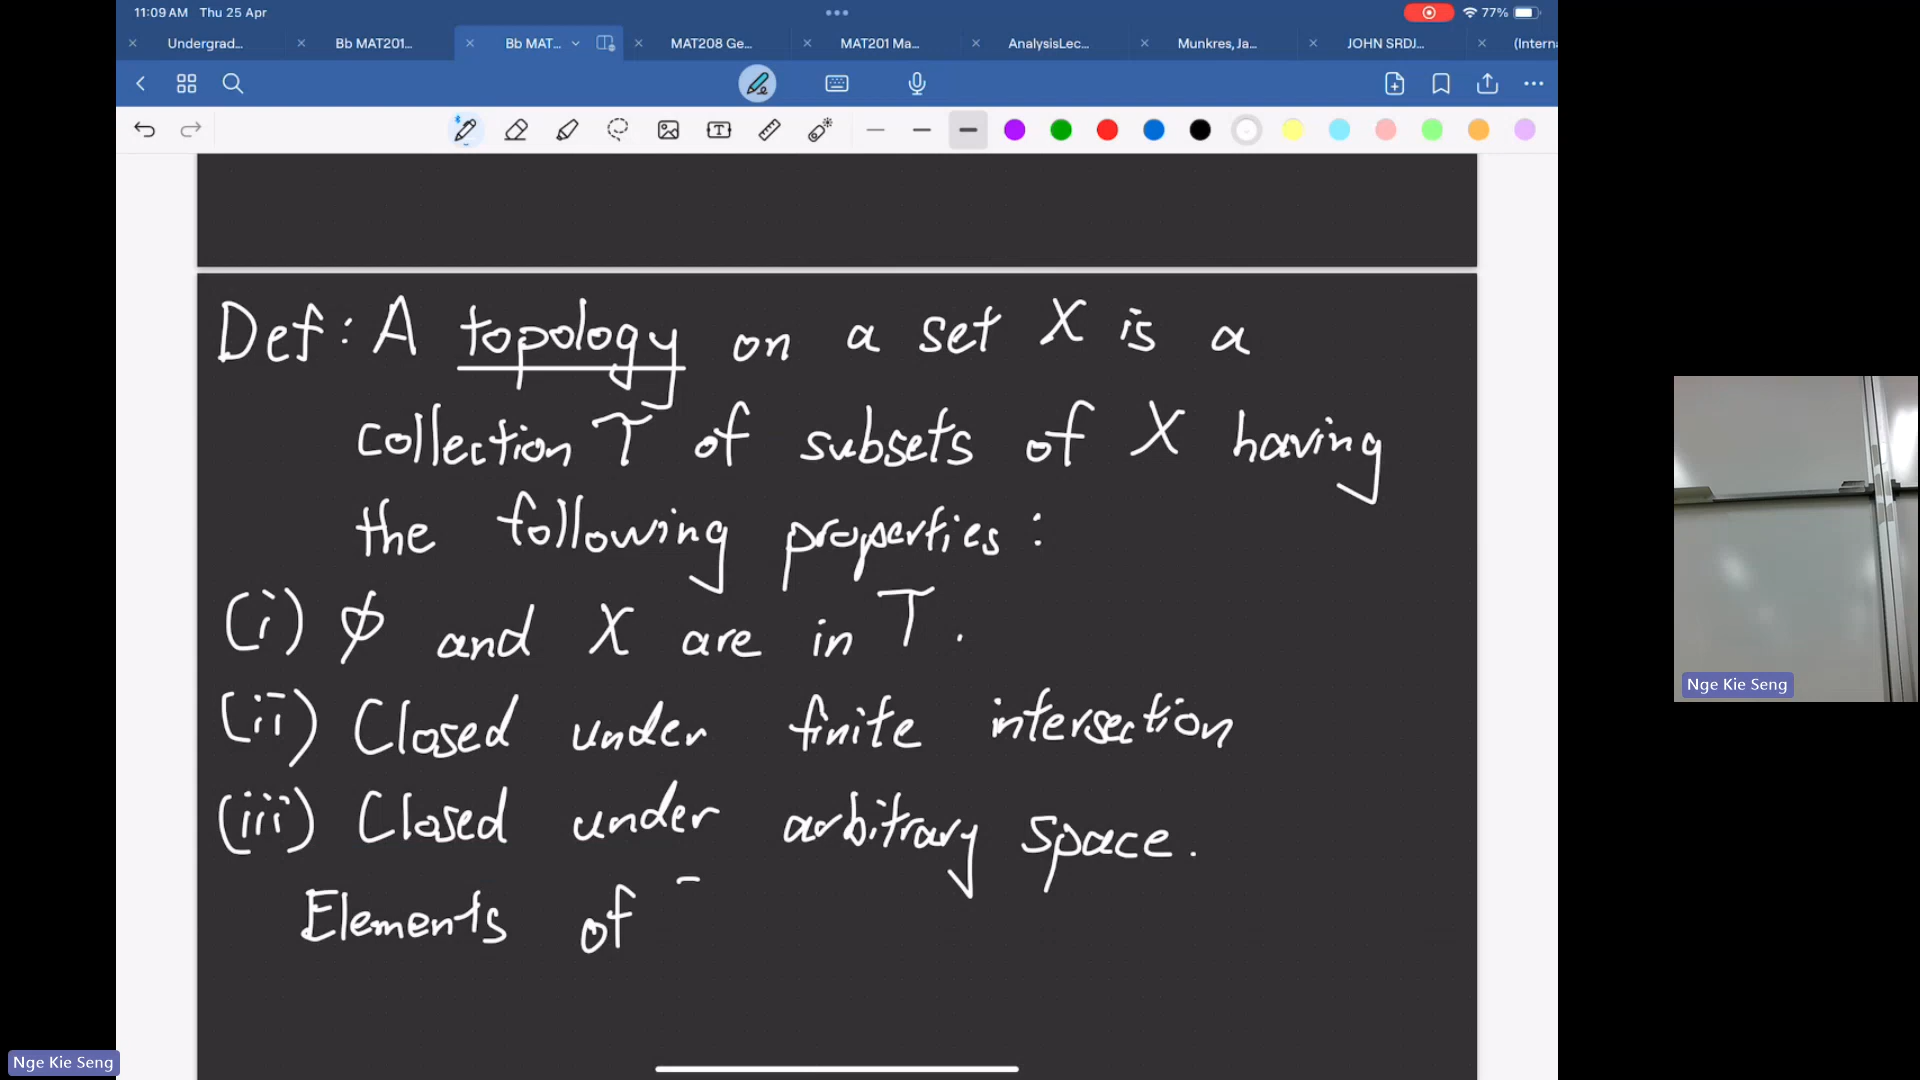 11:09 AM Thu 25 Apr
77%
Undergrad...
Bb MAT201...
Bb MAT...
MAT208 Ge...
MAT201 Ma...
AnalysisLec...
Munkres, Ja...
JOHN SRDJ...
(Intern
Def: A topology on a set X is a
collection T of subsets of X having
the following properties:
(i) ∅ and X are in T.
(ii) Closed under finite intersection
(iii) Closed under arbitrary space.
Elements of
Nge Kie Seng
Nge Kie Seng